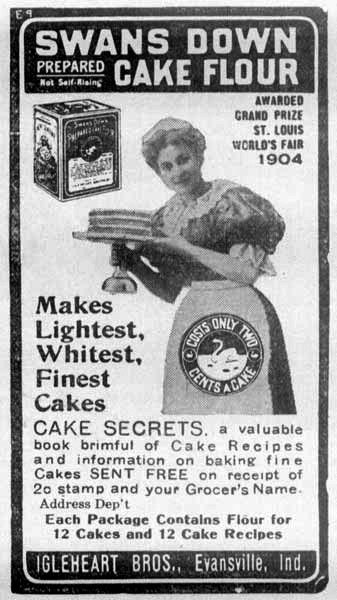 E9
SWANS DOWN
PREPARED
Not Self-Rising
CAKE FLOUR
AWARDED
GRAND PRIZE
ST. LOUIS
WORLD'S FAIR
1904
SWANS DOWN
PREPARED
Makes
Lightest,
Whitest,
Finest
Cakes
COSTS ONLY TWO
CENTS A CAKE
CAKE SECRETS, a valuable
book brimful of Cake Recipes
and information on baking fine
Cakes SENT FREE on receipt of
2c stamp and your Grocer's Name.
Address Dep't
Each Package Contains Flour for
12 Cakes and 12 Cake Recipes
IGLEHEART BROS., Evansville, Ind.